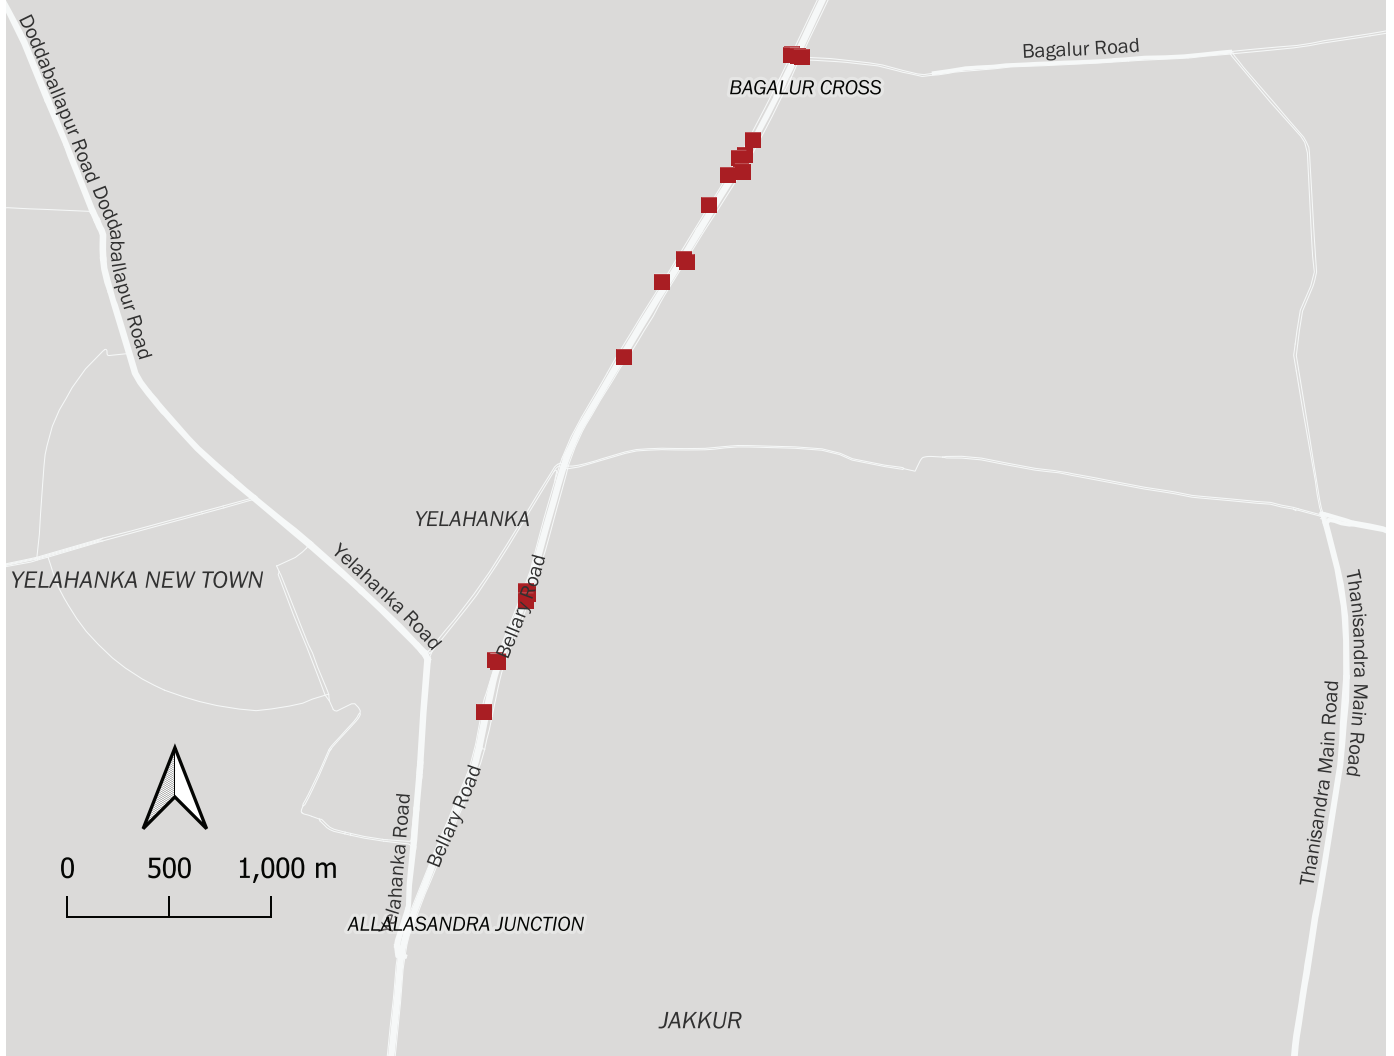 Doddaballapur Road
Doddaballapur Road
Bagalur Road
BAGALUR CROSS
YELAHANKA
YELAHANKA NEW TOWN
Yelahanka Road
Bellary Road
Thanisandra Main Road
Thanisandra Main Road
Bellary Road
Yelahanka Road
0 500 1,000 m
ALLALASANDRA JUNCTION
JAKKUR